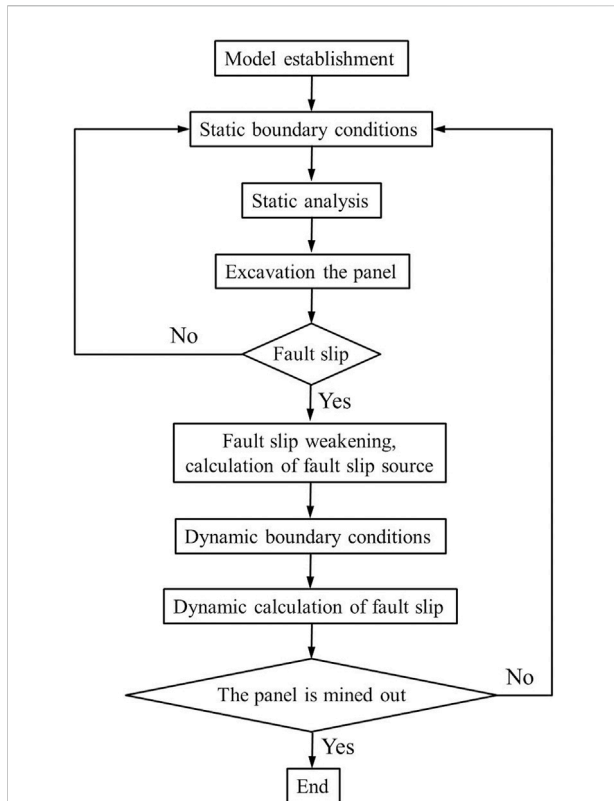 Model establishment
Static boundary conditions
Static analysis
Excavation the panel
No
Fault slip
Yes
Fault slip weakening,
calculation of fault slip source
Dynamic boundary conditions
Dynamic calculation of fault slip
The panel is mined out
No
Yes
End